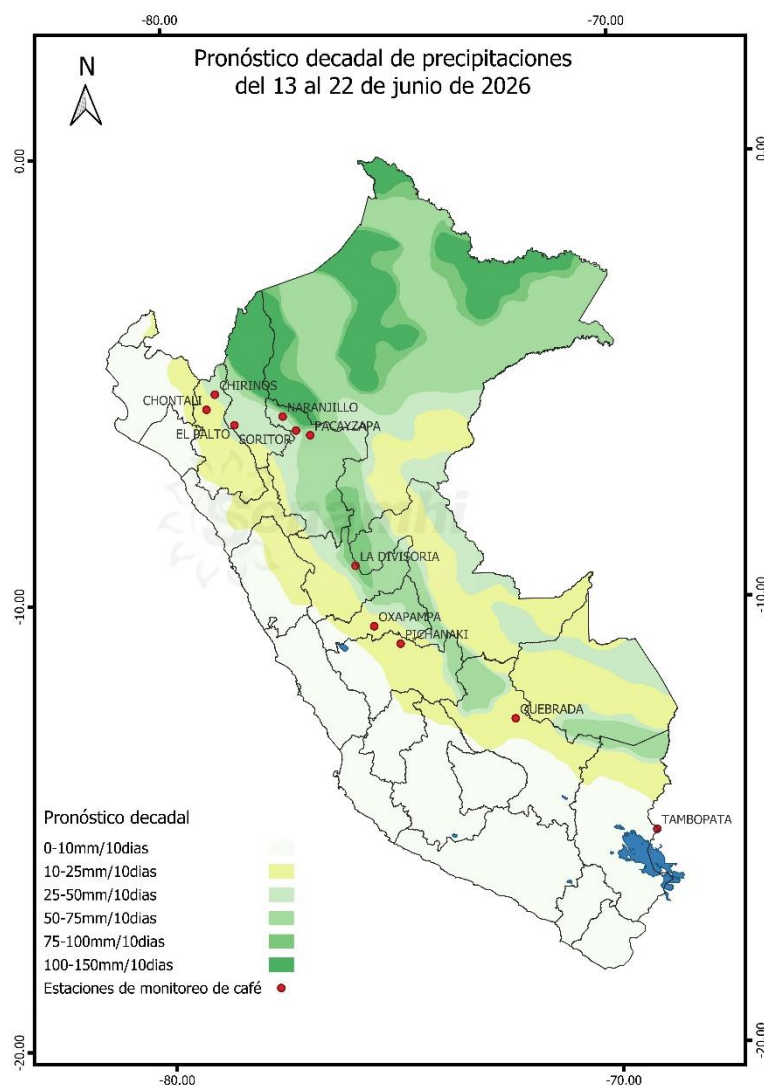 -80.00
-70.00
Pronóstico decadal de precipitaciones
del 13 al 22 de junio de 2026
N
0.00
0.00
CHIRINOS
CHONTALI
NARANJILLO
EL PALTO
SORITOR
PACAYZAPA
Senamhi
LA DIVISORIA
-10.00
-10.00
OXAPAMPA
PICHANAKI
QUEBRADA
TAMBOPATA
Pronóstico decadal
0-10mm/10dias
10-25mm/10dias
25-50mm/10dias
50-75mm/10dias
75-100mm/10dias
100-150mm/10dias
Estaciones de monitoreo de café
-20.00
-20.00
-80.00
-70.00